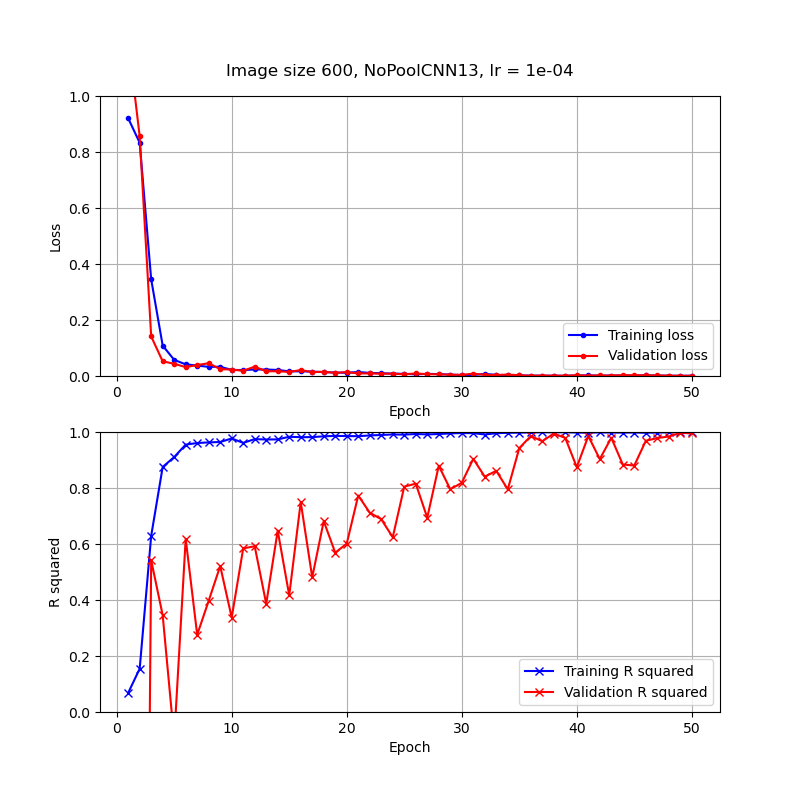 Image size 600, NoPoolCNN13, lr = 1e-04
1.0
0.8
0.6
0.4
0.2
0.0
Loss
Training loss
Validation loss
0 10 20 30 40 50
Epoch
1.0
0.8
0.6
0.4
0.2
0.0
R squared
Training R squared
Validation R squared
0 10 20 30 40 50
Epoch